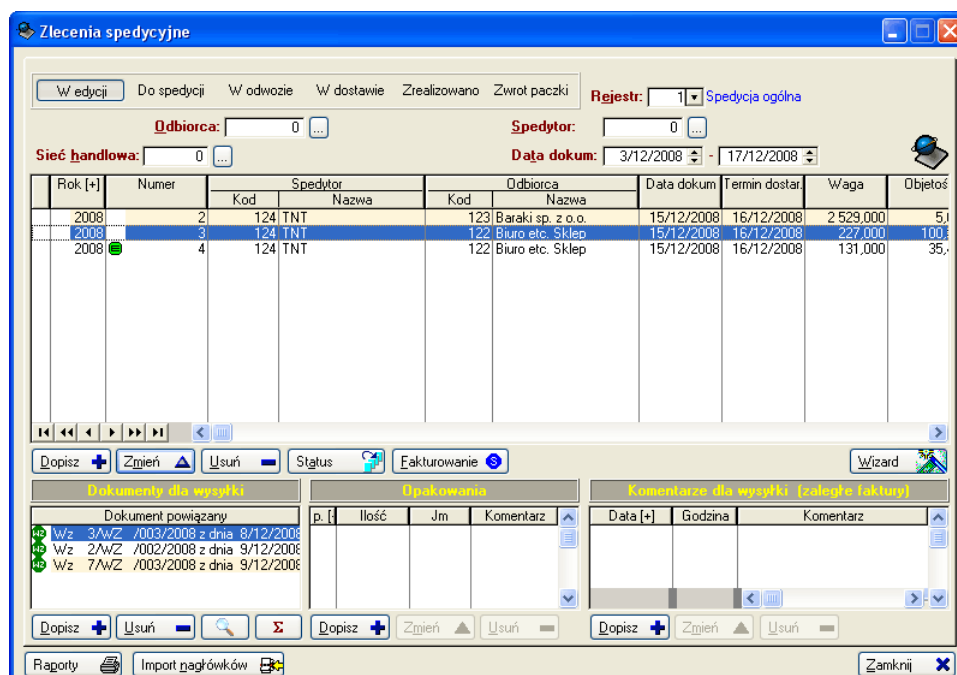 Zlecenia spedycyjne
W edycji Do spedycji W odwozie W dostawie Zrealizowano Zwrot paczki Rejestr: 1 Spedycja ogólna
Odbiorca: 0 ... Spedytor: 0 ...
Sieć handlowa: 0 ... Data dokum: 3/12/2008 - 17/12/2008
Rok [+] Numer Spedytor Odbiorca Data dokum Termin dostar. Waga Objetoś
Kod Nazwa Kod Nazwa
2008 2 124 TNT 123 Baraki sp. z o.o. 15/12/2008 16/12/2008 2 529,000 5,
2008 3 124 TNT 122 Biuro etc. Sklep 15/12/2008 16/12/2008 227,000 100,
2008 4 124 TNT 122 Biuro etc. Sklep 15/12/2008 16/12/2008 131,000 35,
Dopisz Zmień Usuń Status Fakturowanie S Wizard
Dokumenty dla wysyłki Opakowania Komentarze dla wysyłki (zaległe faktury)
Dokument powiązany p. [ Ilość Jm Komentarz Data [+] Godzina Komentarz
WZ Wz 3/WZ /003/2008 z dnia 8/12/2008
WZ Wz 2/WZ /002/2008 z dnia 9/12/2008
WZ Wz 7/WZ /003/2008 z dnia 9/12/2008
Dopisz Usuń Σ Dopisz Zmień Usuń Dopisz Zmień Usuń
Raporty Import nagłówków Zamknij